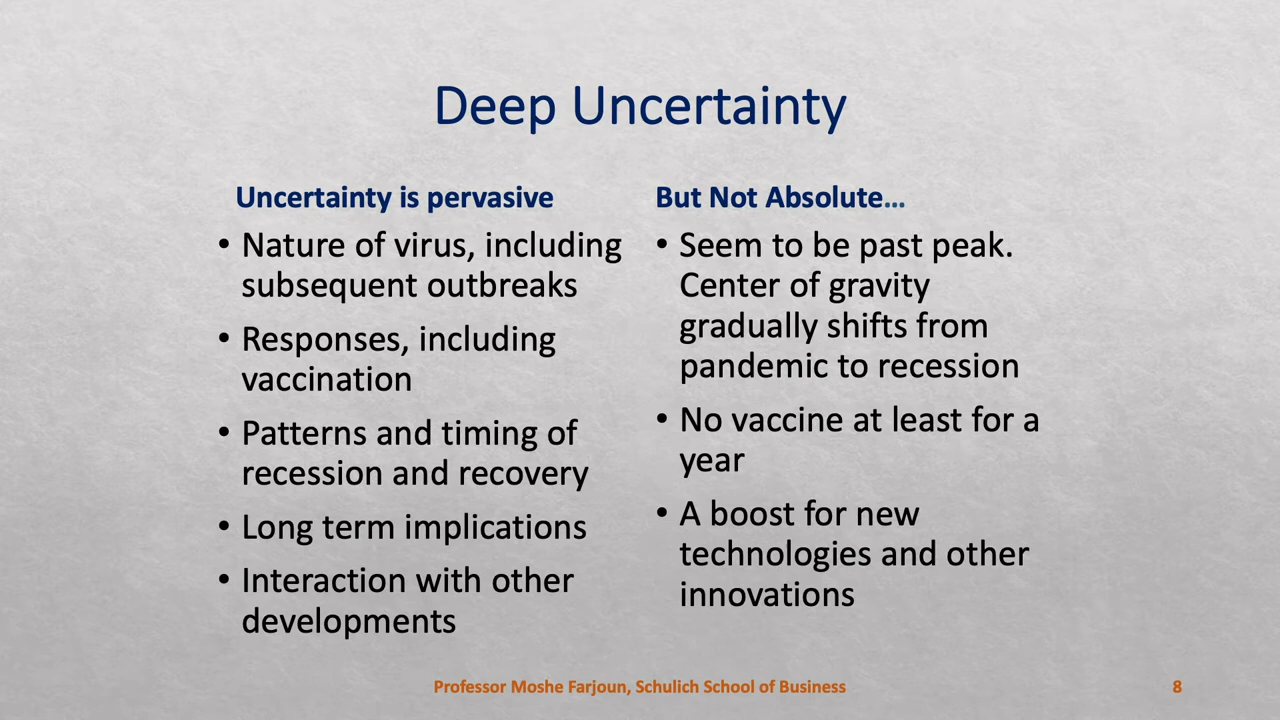 Deep Uncertainty
Uncertainty is pervasive
• Nature of virus, including
subsequent outbreaks
• Responses, including
vaccination
• Patterns and timing of
recession and recovery
• Long term implications
• Interaction with other
developments
But Not Absolute…
• Seem to be past peak.
Center of gravity
gradually shifts from
pandemic to recession
• No vaccine at least for a
year
• A boost for new
technologies and other
innovations
Professor Moshe Farjoun, Schulich School of Business
8